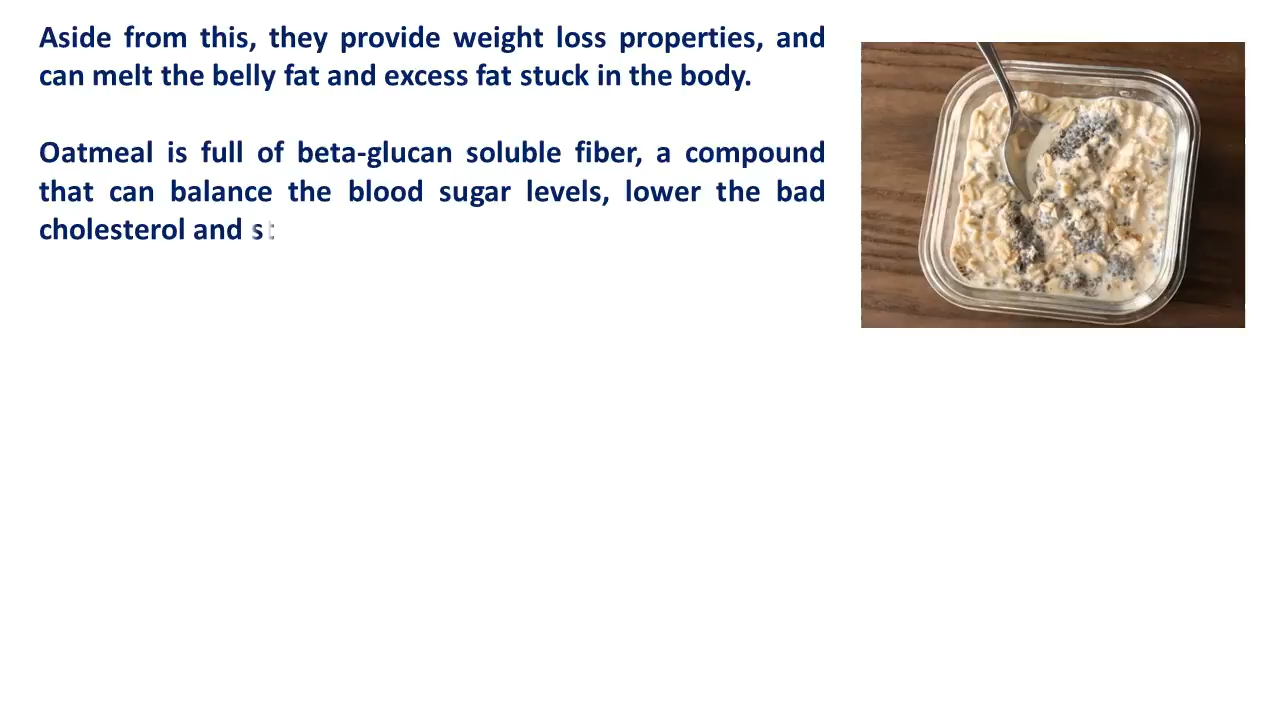 Aside from this, they provide weight loss properties, and
can melt the belly fat and excess fat stuck in the body.
Oatmeal is full of beta-glucan soluble fiber, a compound
that can balance the blood sugar levels, lower the bad
cholesterol and